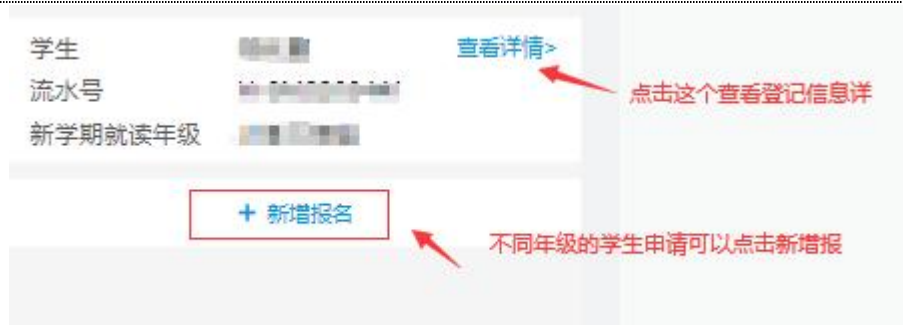 学生 查看详情>
点击这个查看登记信息详
流水号
新学期就读年级
+ 新增报名
不同年级的学生申请可以点击新增报